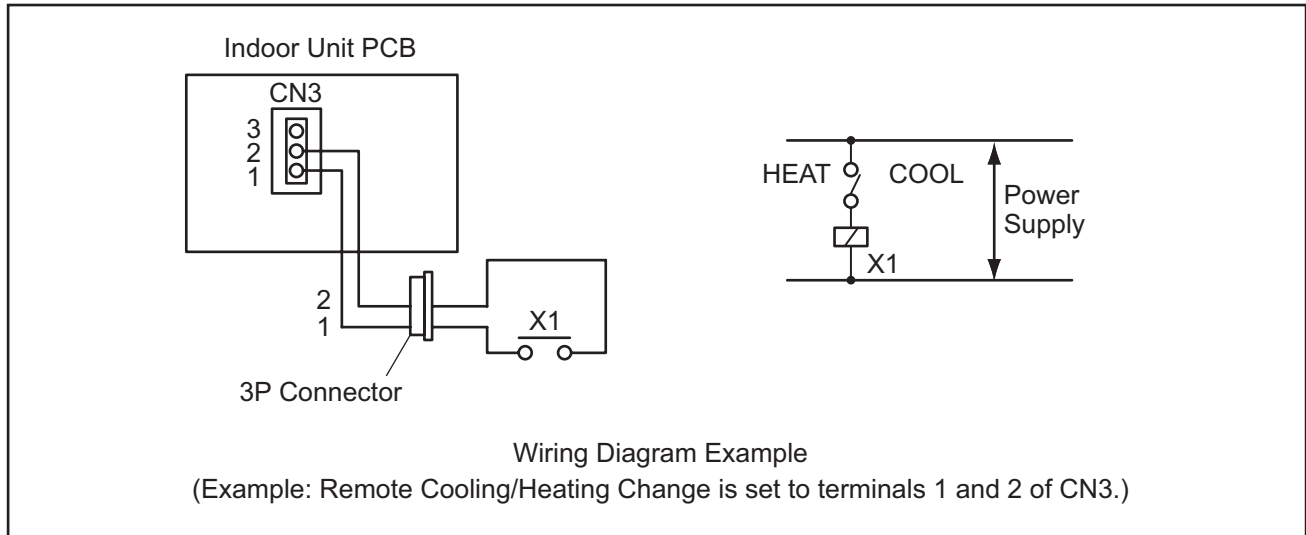 Indoor Unit PCB
CN3
3
2
1
2
1
X1
3P Connector
HEAT
COOL
X1
Power
Supply
Wiring Diagram Example
(Example: Remote Cooling/Heating Change is set to terminals 1 and 2 of CN3.)